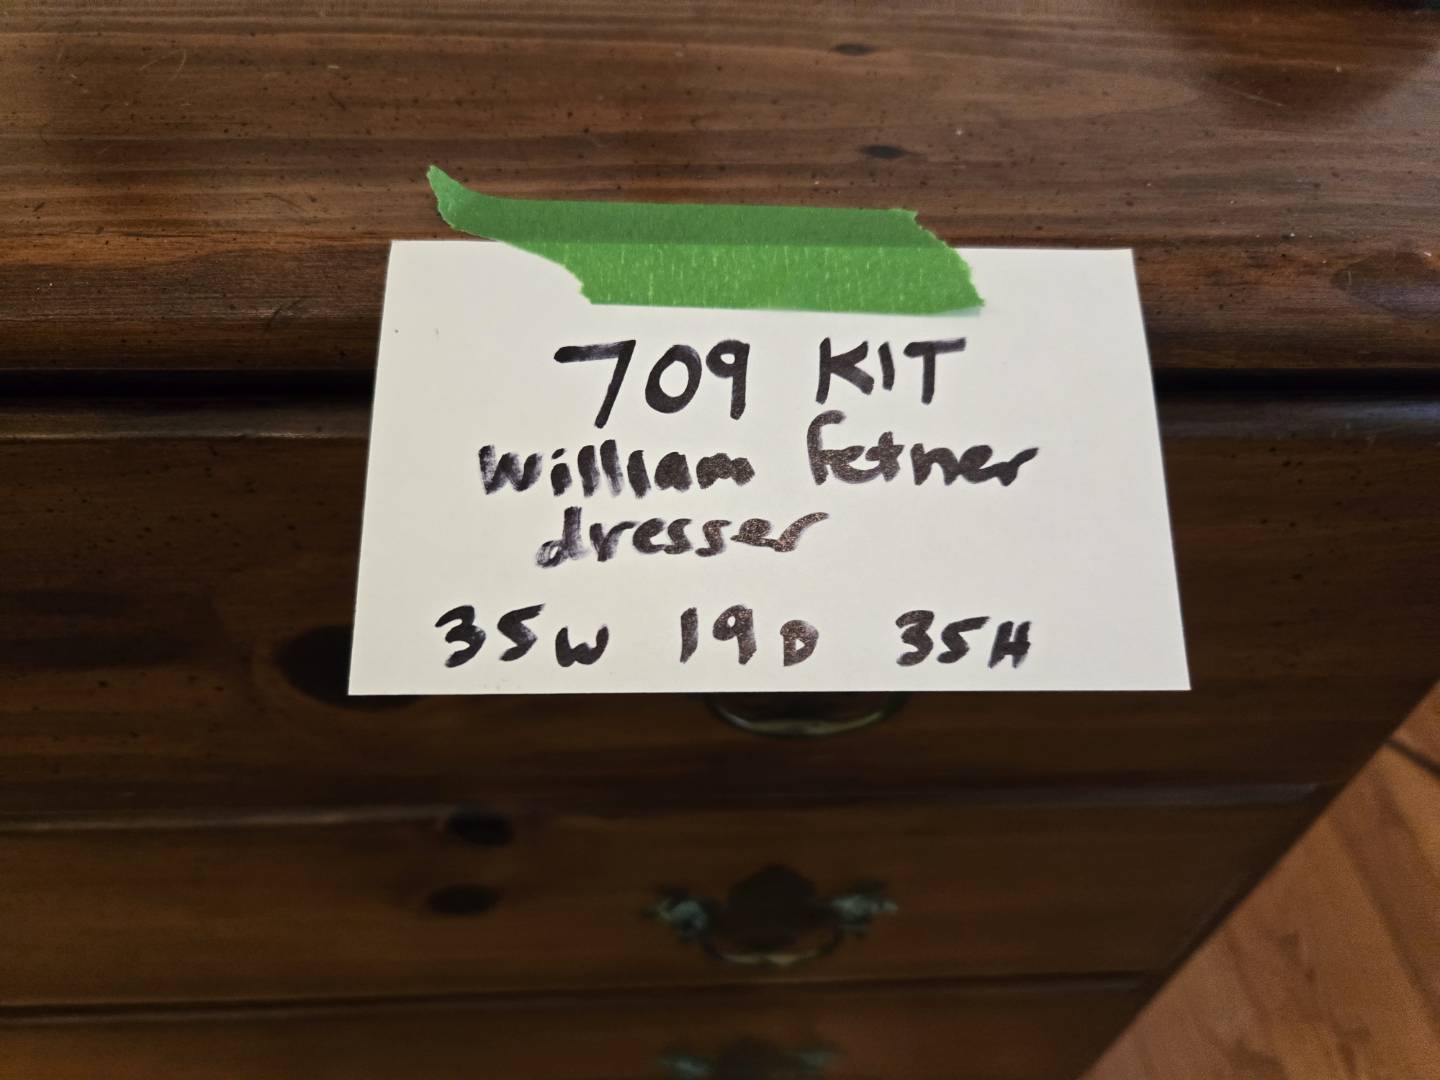 709 KIT
William Fetner
dresser
35W 19D 35H